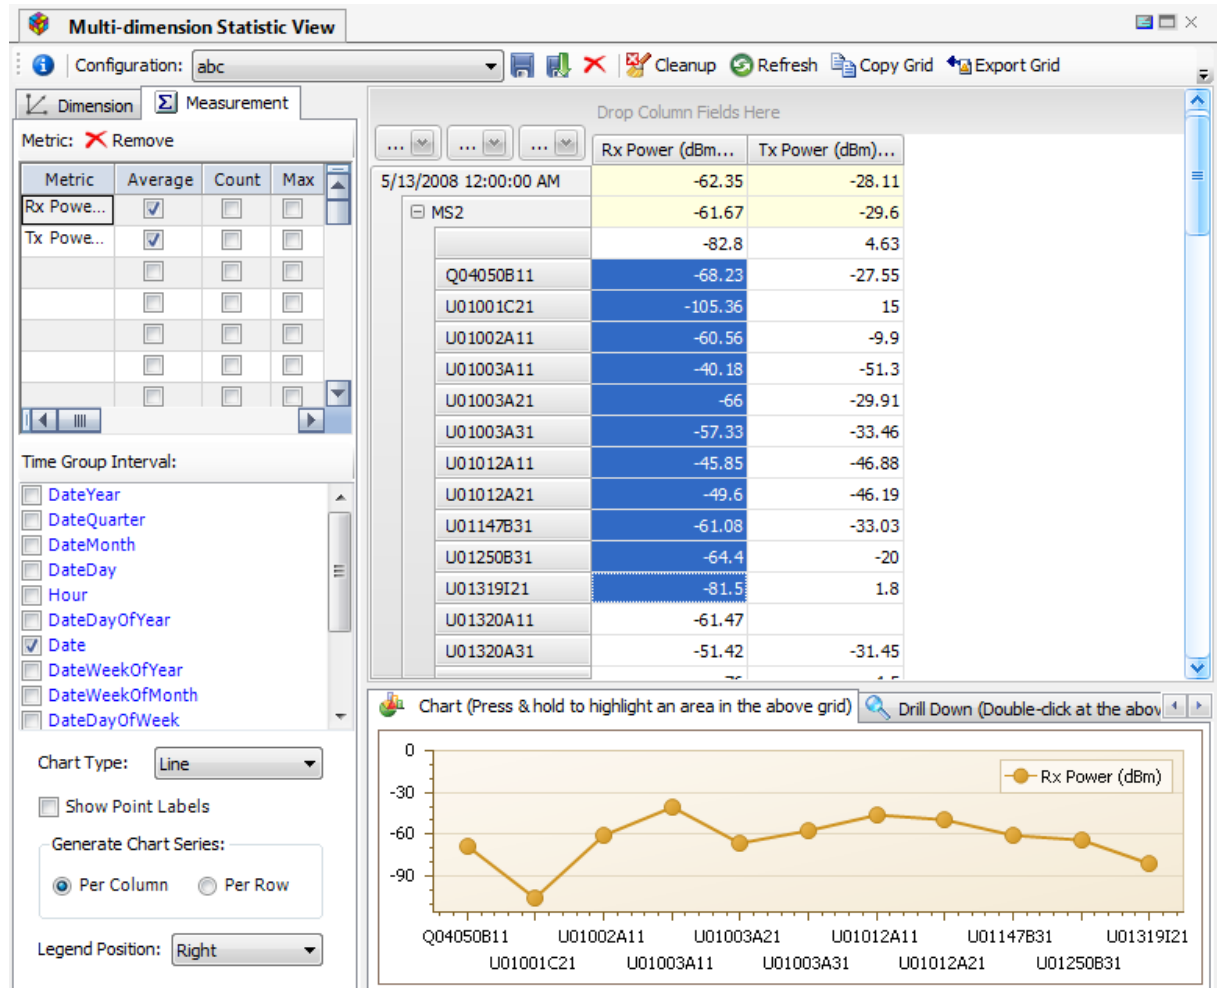 Multi-dimension Statistic View
Configuration: abc Cleanup Refresh Copy Grid Export Grid
Dimension Measurement
Metric: Remove
Metric Average Count Max
Rx Powe...
Tx Powe...
Time Group Interval:
DateYear
DateQuarter
DateMonth
DateDay
Hour
DateDayOfYear
Date
DateWeekOfYear
DateWeekOfMonth
DateDayOfWeek
Chart Type: Line
Show Point Labels
Generate Chart Series:
Per Column Per Row
Legend Position: Right
Drop Column Fields Here
... ... ... Rx Power (dBm... Tx Power (dBm)...
5/13/2008 12:00:00 AM -62.35 -28.11
MS2 -61.67 -29.6
-82.8 4.63
Q04050B11 -68.23 -27.55
U01001C21 -105.36 15
U01002A11 -60.56 -9.9
U01003A11 -40.18 -51.3
U01003A21 -66 -29.91
U01003A31 -57.33 -33.46
U01012A11 -45.85 -46.88
U01012A21 -49.6 -46.19
U01147B31 -61.08 -33.03
U01250B31 -64.4 -20
U01319I21 -81.5 1.8
U01320A11 -61.47
U01320A31 -51.42 -31.45
Chart (Press & hold to highlight an area in the above grid) Drill Down (Double-click at the abov
0
-30
-60
-90
Rx Power (dBm)
Q04050B11 U01002A11 U01003A21 U01012A11 U01147B31 U01319I21
U01001C21 U01003A11 U01003A31 U01012A21 U01250B31